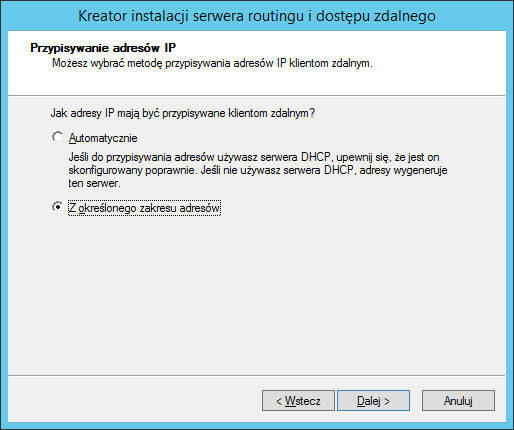 Kreator instalacji serwera routingu i dostępu zdalnego
Przypisywanie adresów IP
Możesz wybrać metodę przypisywania adresów IP klientom zdalnym.
Jak adresy IP mają być przypisywane klientom zdalnym?
Automatycznie
Jeśli do przypisywania adresów używasz serwera DHCP, upewnij się, że jest on
skonfigurowany poprawnie. Jeśli nie używasz serwera DHCP, adresy wygeneruje
ten serwer.
Z określonego zakresu adresów
< Wstecz
Dalej >
Anuluj